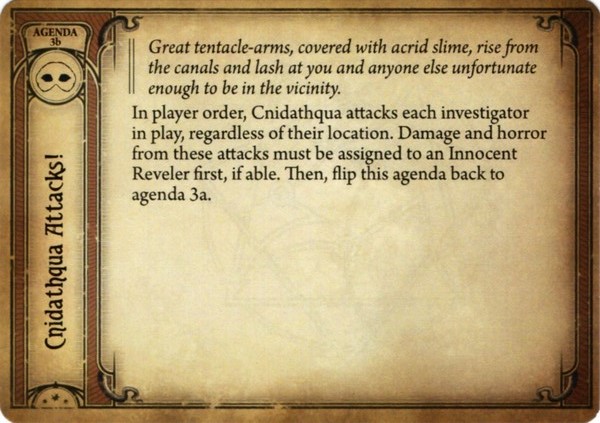 AGENDA
3b
Cnidathqua Attacks!
Great tentacle-arms, covered with acrid slime, rise from
the canals and lash at you and anyone else unfortunate
enough to be in the vicinity.
In player order, Cnidathqua attacks each investigator
in play, regardless of their location. Damage and horror
from these attacks must be assigned to an Innocent
Reveler first, if able. Then, flip this agenda back to
agenda 3a.